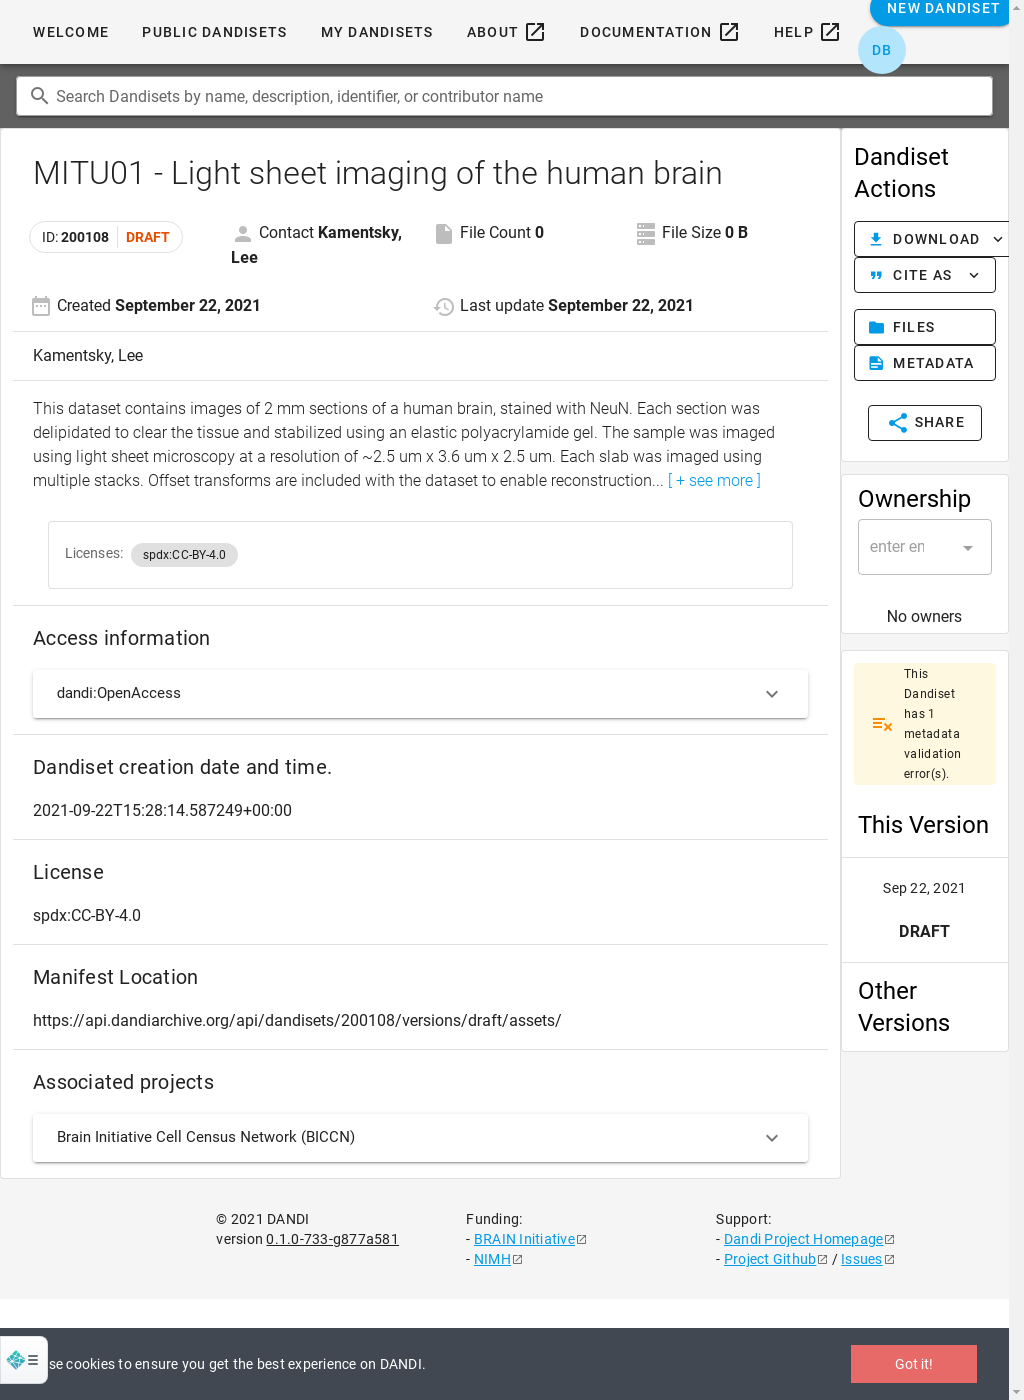 WELCOME PUBLIC DANDISETS MY DANDISETS ABOUT DOCUMENTATION HELP NEW DANDISET
DB
Search Dandisets by name, description, identifier, or contributor name
MITU01 - Light sheet imaging of the human brain
ID: 200108 DRAFT
Contact Kamentsky,
Lee
File Count 0
File Size 0 B
Created September 22, 2021
Last update September 22, 2021
Kamentsky, Lee
This dataset contains images of 2 mm sections of a human brain, stained with NeuN. Each section was
delipidated to clear the tissue and stabilized using an elastic polyacrylamide gel. The sample was imaged
using light sheet microscopy at a resolution of ~2.5 um x 3.6 um x 2.5 um. Each slab was imaged using
multiple stacks. Offset transforms are included with the dataset to enable reconstruction... [ + see more ]
Licenses: spdx:CC-BY-4.0
Access information
dandi:OpenAccess
Dandiset creation date and time.
2021-09-22T15:28:14.587249+00:00
License
spdx:CC-BY-4.0
Manifest Location
https://api.dandiarchive.org/api/dandisets/200108/versions/draft/assets/
Associated projects
Brain Initiative Cell Census Network (BICCN)
Dandiset
Actions
DOWNLOAD
CITE AS
FILES
METADATA
SHARE
Ownership
enter en
No owners
This
Dandiset
has 1
metadata
validation
error(s).
This Version
Sep 22, 2021
DRAFT
Other
Versions
© 2021 DANDI
version 0.1.0-733-g877a581
Funding:
- BRAIN Initiative
- NIMH
Support:
- Dandi Project Homepage
- Project Github / Issues
se cookies to ensure you get the best experience on DANDI.
Got it!